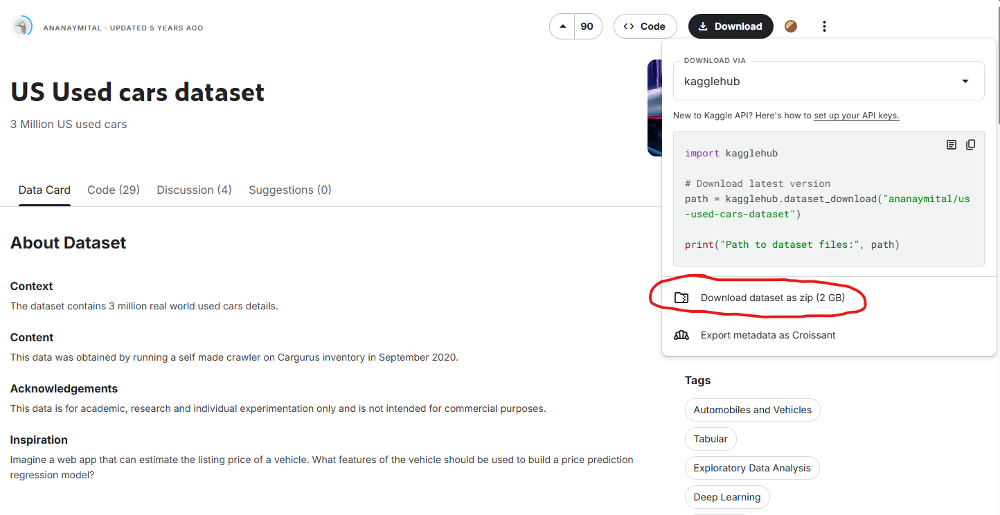 ANANAYMITAL · UPDATED 5 YEARS AGO
90
Code
Download
US Used cars dataset
3 Million US used cars
Data Card
Code (29)
Discussion (4)
Suggestions (0)
About Dataset
Context
The dataset contains 3 million real world used cars details.
Content
This data was obtained by running a self made crawler on Cargurus inventory in September 2020.
Acknowledgements
This data is for academic, research and individual experimentation only and is not intended for commercial purposes.
Inspiration
Imagine a web app that can estimate the listing price of a vehicle. What features of the vehicle should be used to build a price prediction
regression model?
DOWNLOAD VIA
kagglehub
New to Kaggle API? Here's how to set up your API keys.
import kagglehub
# Download latest version
path = kagglehub.dataset_download("ananaymital/us
-used-cars-dataset")
print("Path to dataset files:", path)
Download dataset as zip (2 GB)
Export metadata as Croissant
Tags
Automobiles and Vehicles
Tabular
Exploratory Data Analysis
Deep Learning